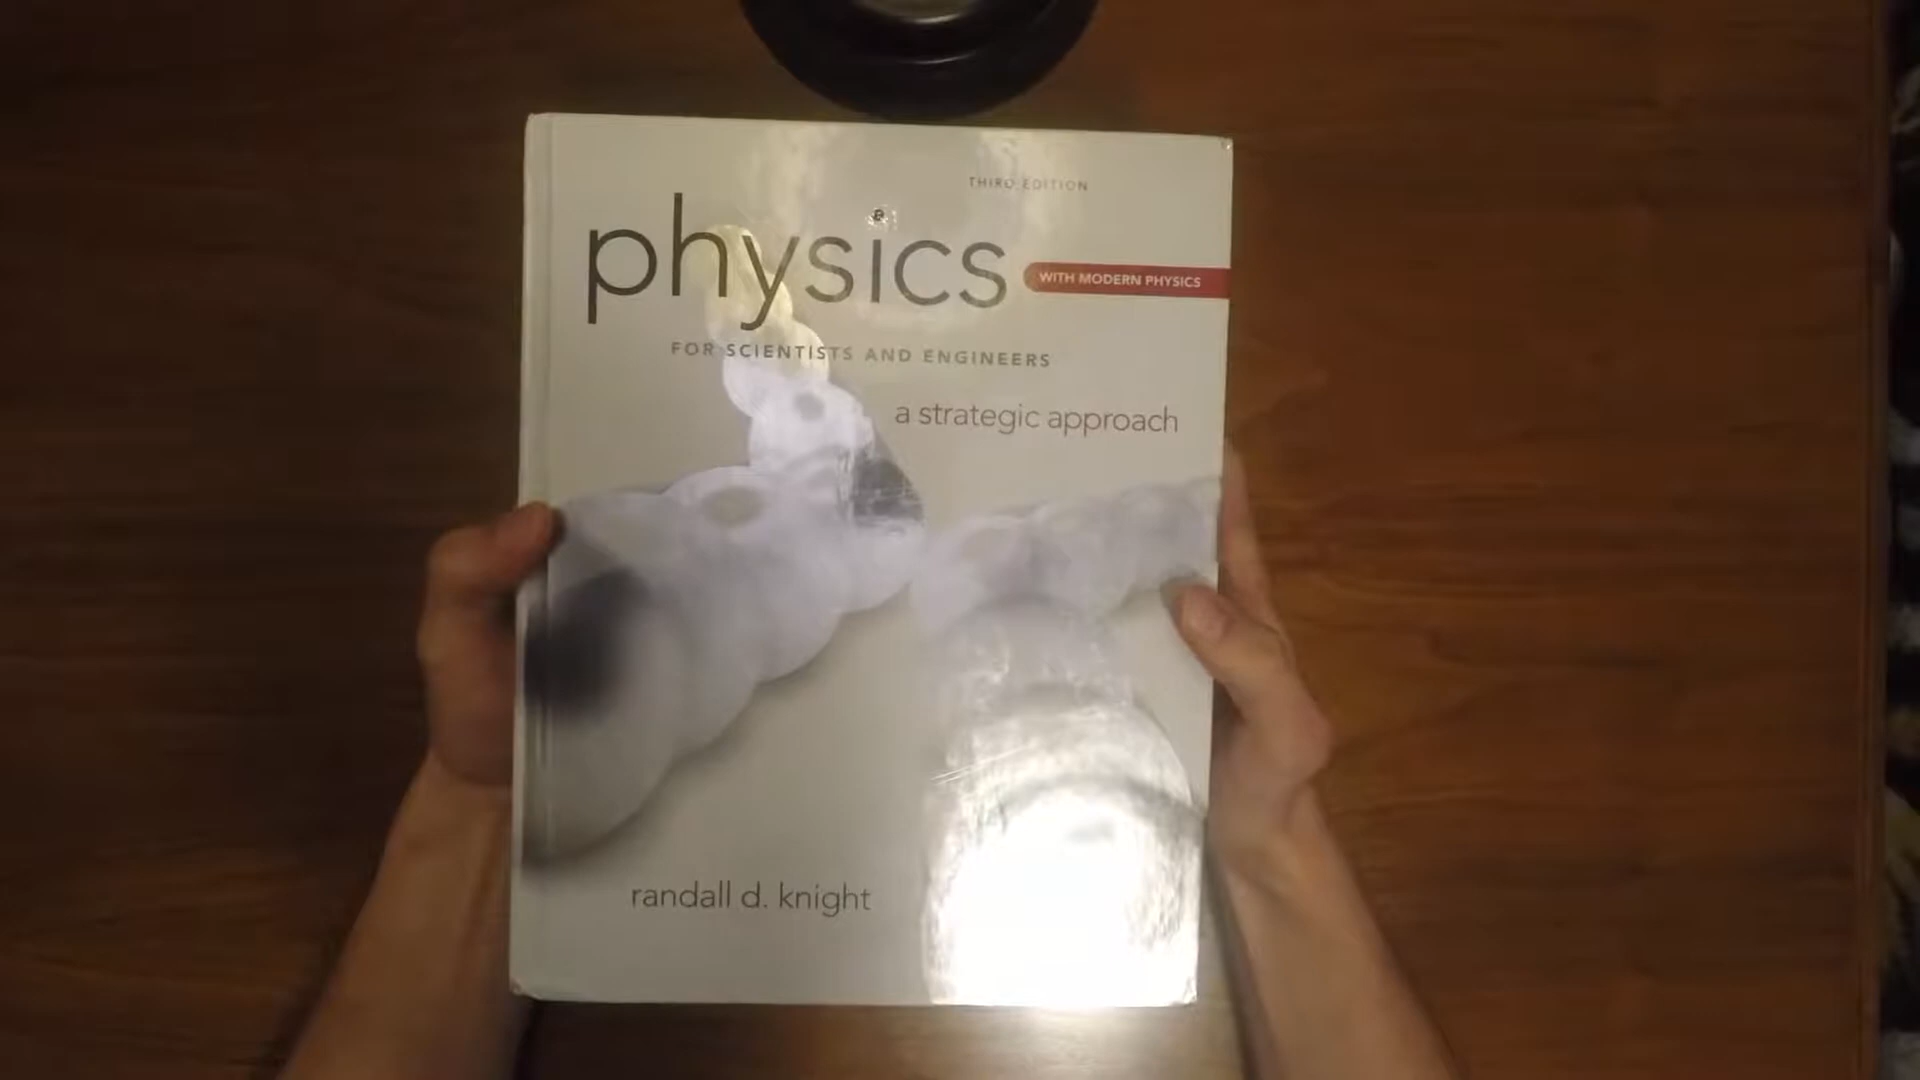 THIRD EDITION
physics
WITH MODERN PHYSICS
FOR SCIENTISTS AND ENGINEERS
a strategic approach
randall d. knight